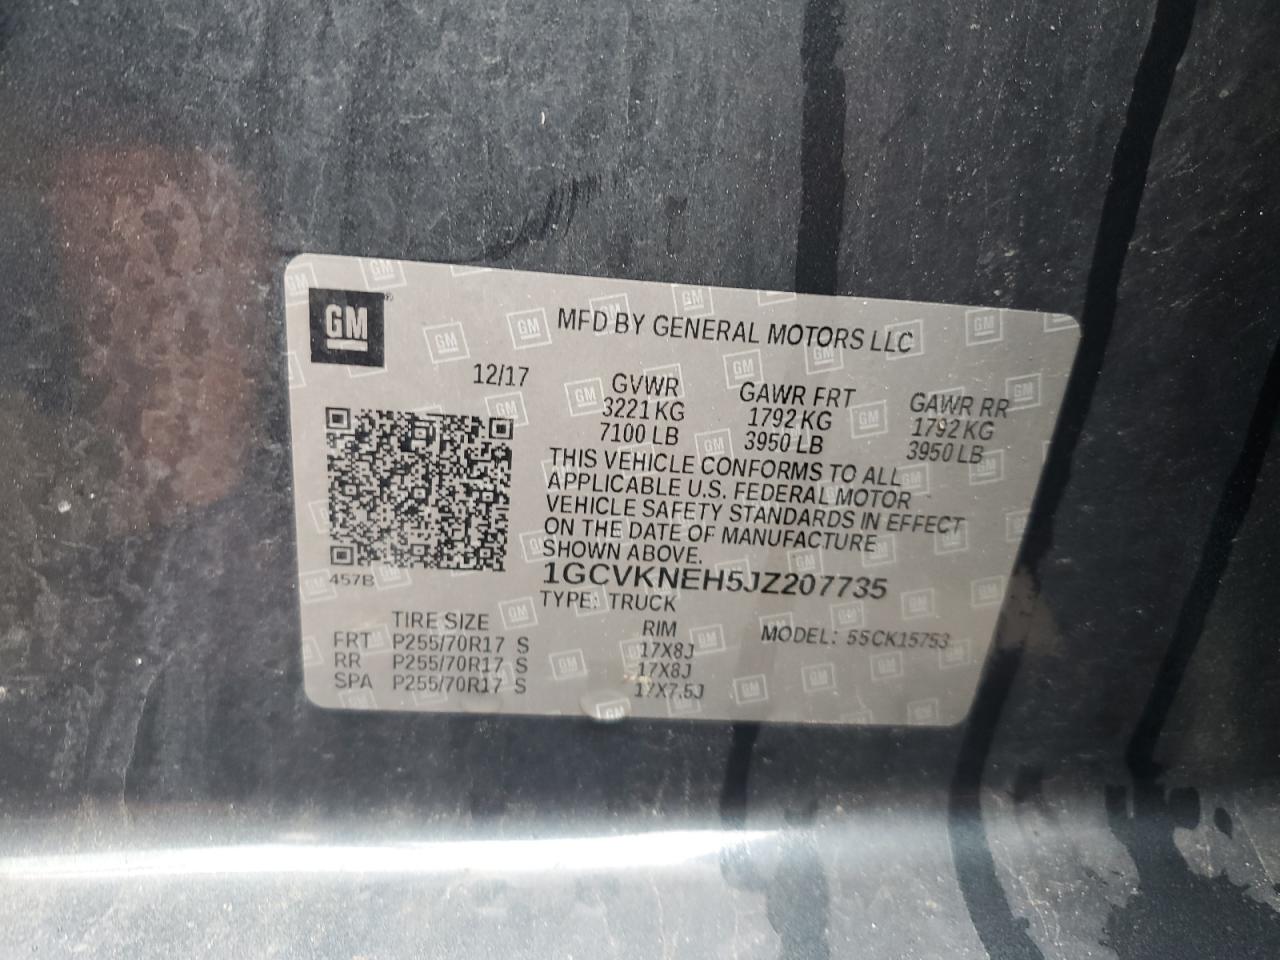 GM
MFD BY GENERAL MOTORS LLC
12/17
GVWR GAWR FRT GAWR RR
3221 KG 1792 KG 1792 KG
7100 LB 3950 LB 3950 LB
THIS VEHICLE CONFORMS TO ALL
APPLICABLE U.S. FEDERAL MOTOR
VEHICLE SAFETY STANDARDS IN EFFECT
ON THE DATE OF MANUFACTURE
SHOWN ABOVE.
457B
1GCVKNEH5JZ207735
TYPE: TRUCK
TIRE SIZE RIM MODEL: 55CK15753
FRT P255/70R17 S 17X8J
RR P255/70R17 S 17X8J
SPA P255/70R17 S 17X7.5J